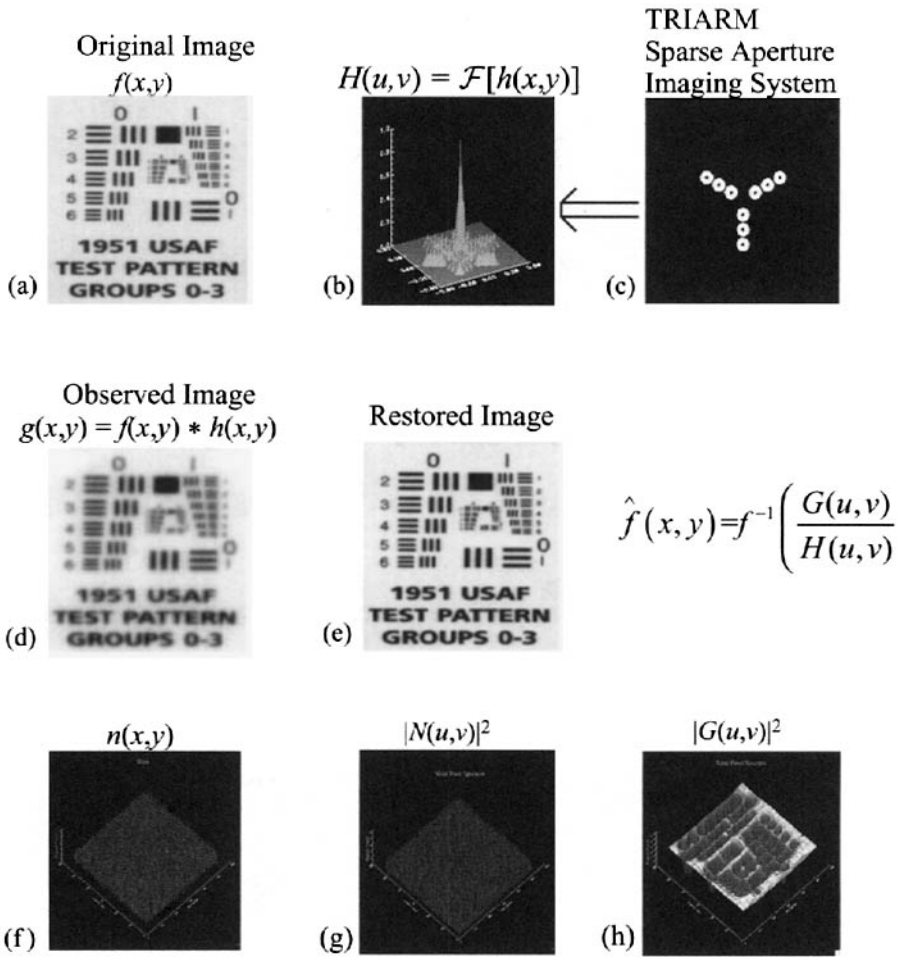 Original Image
f(x,y)
H(u,v) = ℱ[h(x,y)]
TRIARM
Sparse Aperture
Imaging System
0 1
2
3
4
5
6
0
1
1951 USAF
TEST PATTERN
GROUPS 0-3
(a)
(b)
(c)
Observed Image
g(x,y) = f(x,y) * h(x,y)
Restored Image
0 1
2
3
4
5
6
0
1
1951 USAF
TEST PATTERN
GROUPS 0-3
(d)
0 1
2
3
4
5
6
0
1
1951 USAF
TEST PATTERN
GROUPS 0-3
(e)
f̂(x,y)=f⁻¹(G(u,v)/H(u,v)
n(x,y)
|N(u,v)|²
|G(u,v)|²
(f)
(g)
(h)